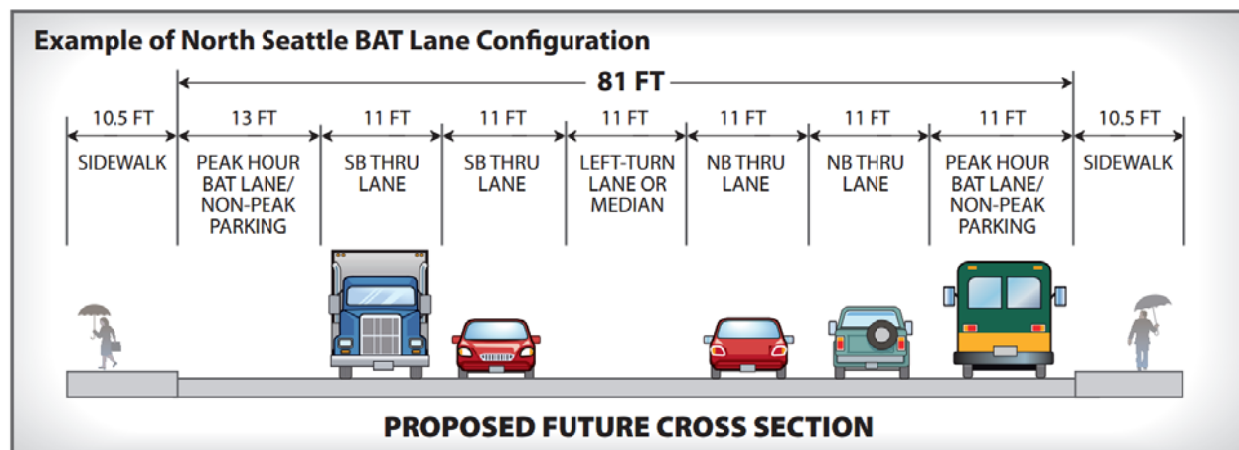 Example of North Seattle BAT Lane Configuration
81 FT
10.5 FT
13 FT
11 FT
11 FT
11 FT
11 FT
11 FT
11 FT
10.5 FT
SIDEWALK
PEAK HOUR
BAT LANE/
NON-PEAK
PARKING
SB THRU
LANE
SB THRU
LANE
LEFT-TURN
LANE OR
MEDIAN
NB THRU
LANE
NB THRU
LANE
PEAK HOUR
BAT LANE/
NON-PEAK
PARKING
SIDEWALK
PROPOSED FUTURE CROSS SECTION